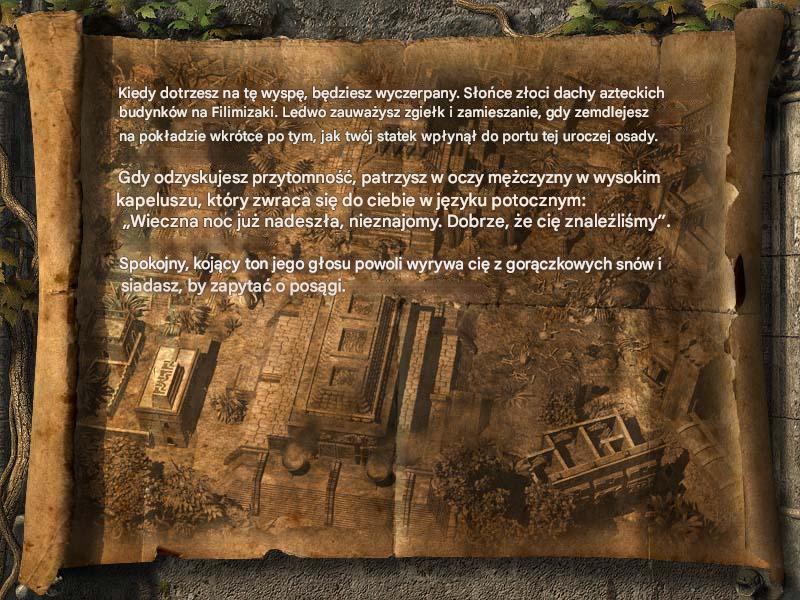 Kiedy dotrzesz na tę wyspę, będziesz wyczerpany. Słońce złoci dachy azteckich
budynków na Filimizaki. Ledwo zauważysz zgiełk i zamieszanie, gdy zemdlejesz
na pokładzie wkrótce po tym, jak twój statek wpłynął do portu tej uroczej osady.
Gdy odzyskujesz przytomność, patrzysz w oczy mężczyzny w wysokim
kapeluszu, który zwraca się do ciebie w języku potocznym:
„Wieczna noc już nadeszła, nieznajomy. Dobrze, że cię znaleźliśmy”.
Spokojny, kojący ton jego głosu powoli wyrywa cię z gorączkowych snów i
siadasz, by zapytać o posągi.